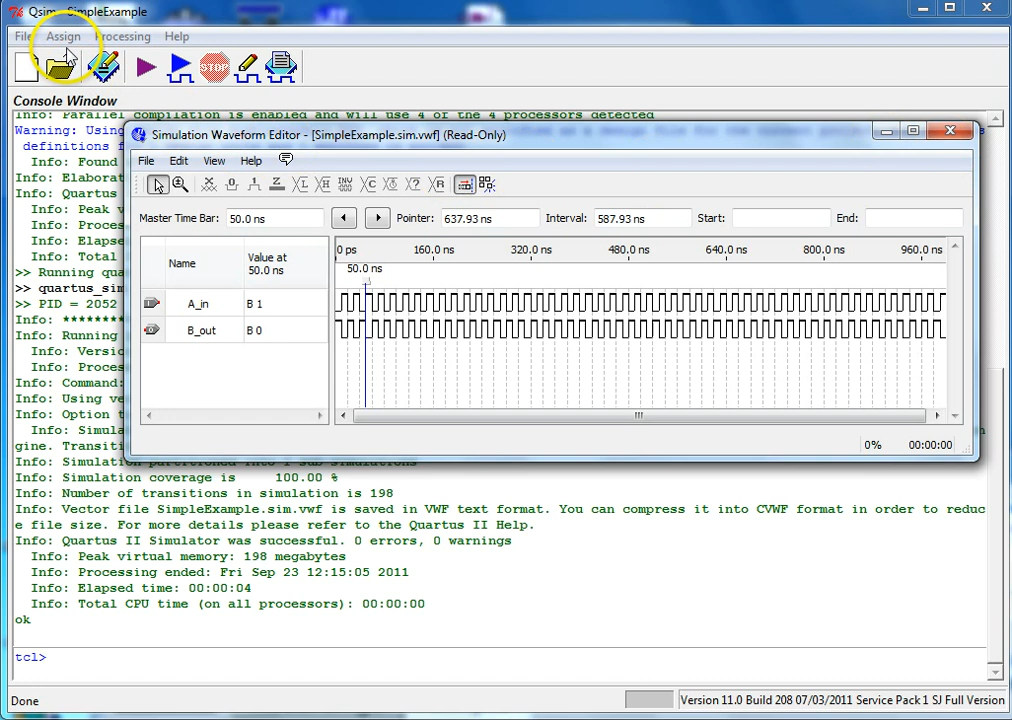 Qsim - SimpleExample
File Assign Processing Help
STOP
Console Window
Info: Parallel compilation is enabled and will use 4 of the 4 processors detected
Warning: Using
definitions f
Info: Found
Info: Elabora
Info: Quartus
Info: Peak v
Info: Proces
Info: Elapse
Info: Total
>> Running qua
>> quartus_sim
>> PID = 2052
Info: ********
Info: Running
Info: Versic
Info: Proces
Info: Command:
Info: Using ve
Info: Option t
Info: Simula
gine. Transiti
Info: Simulation partitioned into 1 sub simulations
Info: Simulation coverage is 100.00 %
Info: Number of transitions in simulation is 198
Info: Vector file SimpleExample.sim.vwf is saved in VWF text format. You can compress it into CVWF format in order to reduc
e file size. For more details please refer to the Quartus II Help.
Info: Quartus II Simulator was successful. 0 errors, 0 warnings
Info: Peak virtual memory: 198 megabytes
Info: Processing ended: Fri Sep 23 12:15:05 2011
Info: Elapsed time: 00:00:04
Info: Total CPU time (on all processors): 00:00:00
ok
tcl>
Done
Version 11.0 Build 208 07/03/2011 Service Pack 1 SJ Full Version
Simulation Waveform Editor - [SimpleExample.sim.vwf] (Read-Only)
File Edit View Help
Master Time Bar: 50.0 ns Pointer: 637.93 ns Interval: 587.93 ns Start: End:
Name Value at
50.0 ns
0 ps 160.0 ns 320.0 ns 480.0 ns 640.0 ns 800.0 ns 960.0 ns
50.0 ns
A_in B 1
B_out B 0
0% 00:00:00